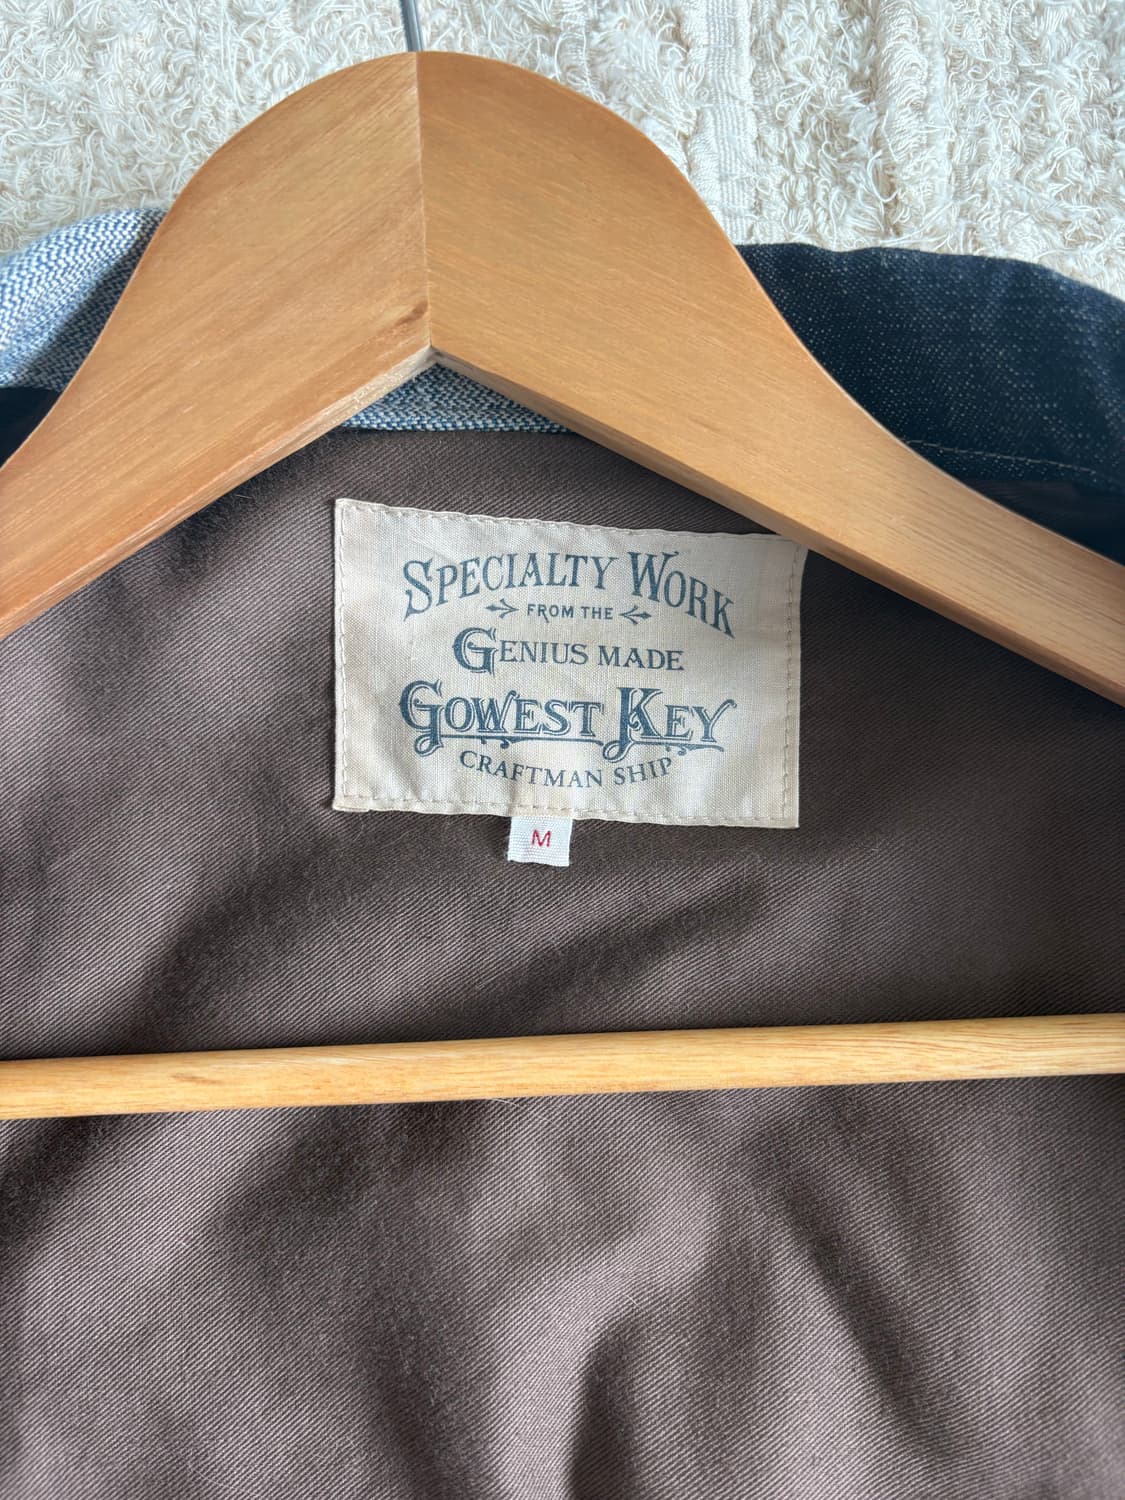 SPECIALTY WORK
FROM THE
GENIUS MADE
GOWEST KEY
CRAFTMAN SHIP
M